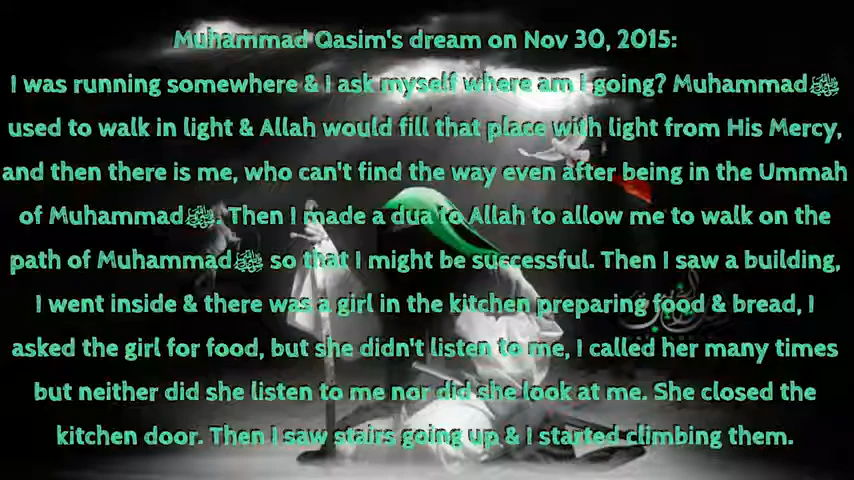 Muhammad Qasim's dream on Nov 30, 2015:
I was running somewhere & I ask myself where am I going? Muhammadﷺ
used to walk in light & Allah would fill that place with light from His Mercy,
and then there is me, who can't find the way even after being in the Ummah
of Muhammadﷺ. Then I made a dua to Allah to allow me to walk on the
path of Muhammadﷺ so that I might be successful. Then I saw a building,
I went inside & there was a girl in the kitchen preparing food & bread, I
asked the girl for food, but she didn't listen to me, I called her many times
but neither did she listen to me nor did she look at me. She closed the
kitchen door. Then I saw stairs going up & I started climbing them.